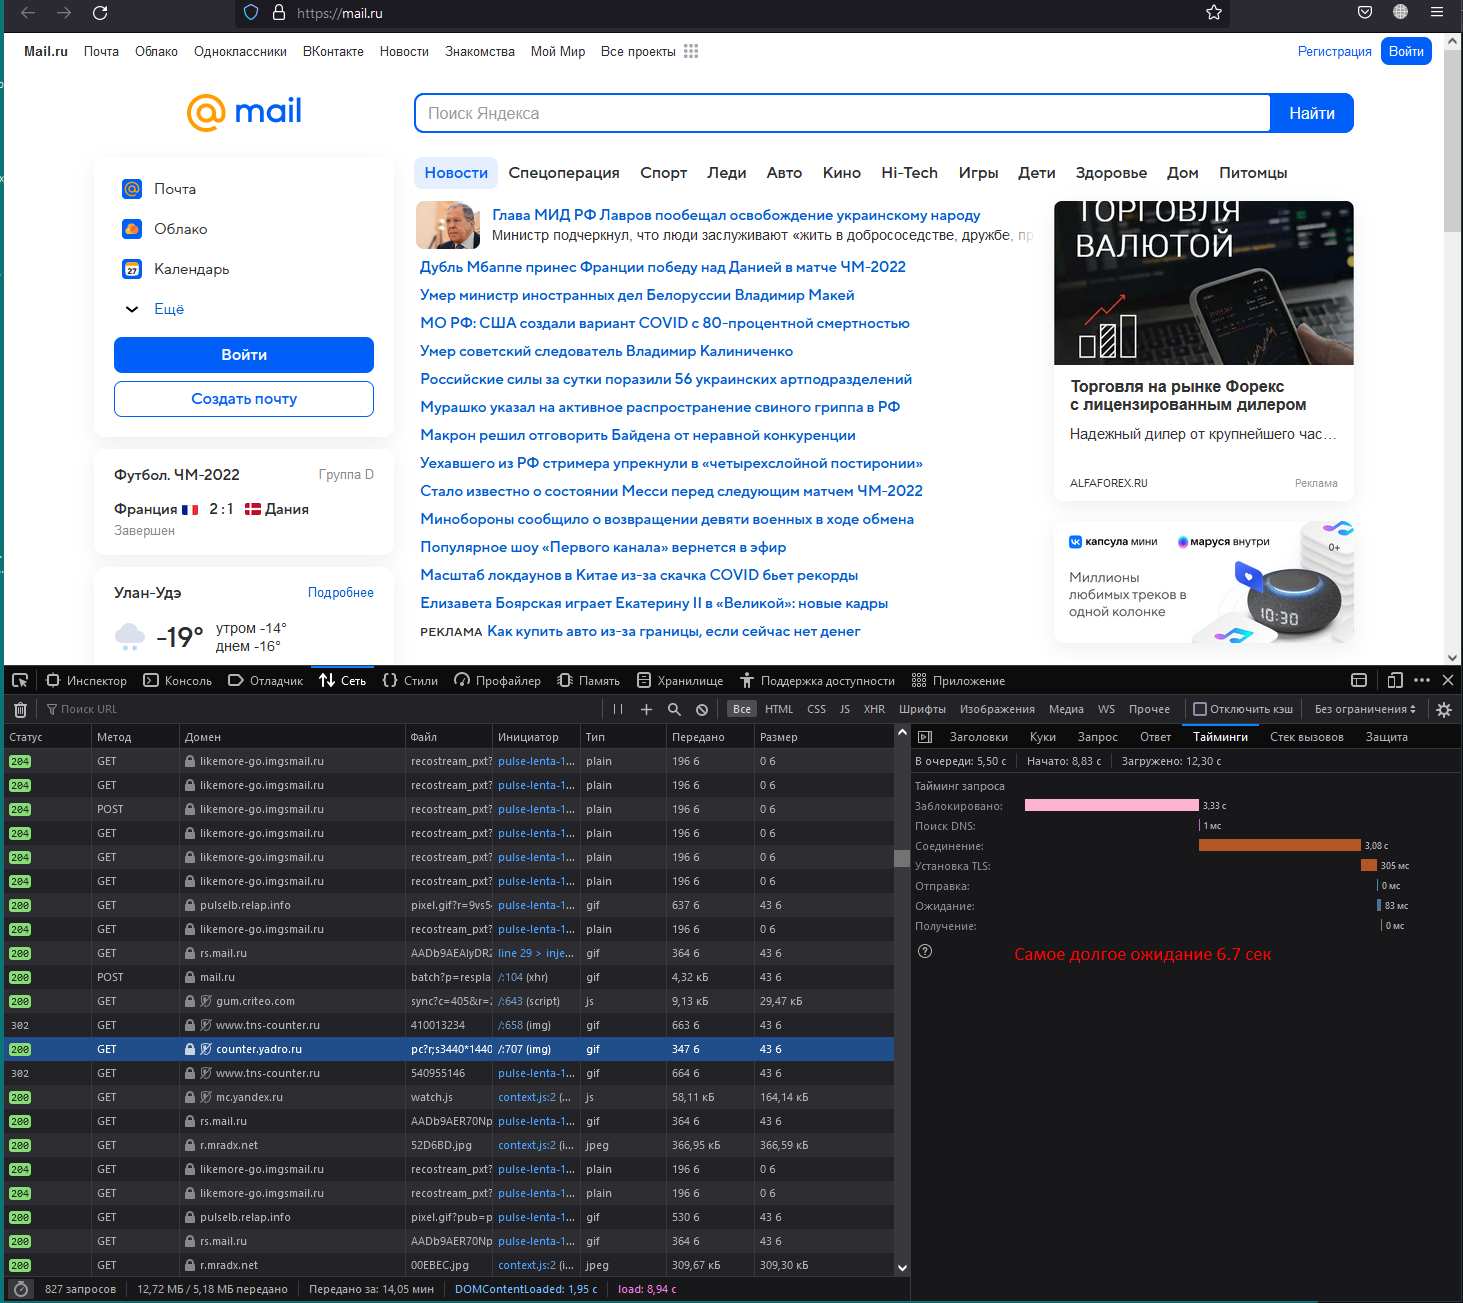 https://mail.ru
Mail.ru Почта Облако Одноклассники ВКонтакте Новости Знакомства Мой Мир Все проекты Регистрация Войти
@ mail
Поиск Яндекса Найти
Почта
Облако
27 Календарь
Ещё
Войти
Создать почту
Футбол. ЧМ-2022 Группа D
Франция 2 : 1 Дания
Завершен
Улан-Удэ Подробнее
-19° утром -14°
днем -16°
Новости Спецоперация Спорт Леди Авто Кино Hi-Tech Игры Дети Здоровье Дом Питомцы
Глава МИД РФ Лавров пообещал освобождение украинскому народу
Министр подчеркнул, что люди заслуживают «жить в добрососедстве, дружбе, пр
Дубль Мбаппе принес Франции победу над Данией в матче ЧМ-2022
Умер министр иностранных дел Белоруссии Владимир Макей
МО РФ: США создали вариант COVID с 80-процентной смертностью
Умер советский следователь Владимир Калиниченко
Российские силы за сутки поразили 56 украинских артподразделений
Мурашко указал на активное распространение свиного гриппа в РФ
Макрон решил отговорить Байдена от неравной конкуренции
Уехавшего из РФ стримера упрекнули в «четырехслойной постиронии»
Стало известно о состоянии Месси перед следующим матчем ЧМ-2022
Минобороны сообщило о возвращении девяти военных в ходе обмена
Популярное шоу «Первого канала» вернется в эфир
Масштаб локдаунов в Китае из-за скачка COVID бьет рекорды
Елизавета Боярская играет Екатерину II в «Великой»: новые кадры
РЕКЛАМА Как купить авто из-за границы, если сейчас нет денег
ТОРГОВЛЯ
ВАЛЮТОЙ
Торговля на рынке Форекс
с лицензированным дилером
Надежный дилер от крупнейшего час...
ALFAFOREX.RU Реклама
капсула мини маруся внутри 0+
Миллионы
любимых треков в
одной колонке
10:30
Инспектор Консоль Отладчик Сеть Стили Профайлер Память Хранилище Поддержка доступности Приложение
Поиск URL Все HTML CSS JS XHR Шрифты Изображения Медиа WS Прочее Отключить кэш Без ограничения
Статус Метод Домен Файл Инициатор Тип Передано Размер
204 GET likemore-go.imgsmail.ru recostream_pxt? pulse-lenta-1... plain 196 б 0 б
204 GET likemore-go.imgsmail.ru recostream_pxt? pulse-lenta-1... plain 196 б 0 б
204 POST likemore-go.imgsmail.ru recostream_pxt? pulse-lenta-1... plain 196 б 0 б
204 GET likemore-go.imgsmail.ru recostream_pxt? pulse-lenta-1... plain 196 б 0 б
204 GET likemore-go.imgsmail.ru recostream_pxt? pulse-lenta-1... plain 196 б 0 б
204 GET likemore-go.imgsmail.ru recostream_pxt? pulse-lenta-1... plain 196 б 0 б
200 GET pulselb.relap.info pixel.gif?r=9vs54 pulse-lenta-1... gif 637 б 43 б
204 GET likemore-go.imgsmail.ru recostream_pxt? pulse-lenta-1... plain 196 б 0 б
200 GET rs.mail.ru AADb9AEAlyDR2 line 29 > inje... gif 364 б 43 б
200 POST mail.ru batch?p=respla /:104 (xhr) gif 4,32 кБ 43 б
200 GET gum.criteo.com sync?c=405&r=2 /:643 (script) js 9,13 кБ 29,47 кБ
302 GET www.tns-counter.ru 410013234 /:658 (img) gif 663 б 43 б
200 GET counter.yadro.ru pc?r;s3440*1440 /:707 (img) gif 347 б 43 б
302 GET www.tns-counter.ru 540955146 pulse-lenta-1... gif 664 б 43 б
200 GET mc.yandex.ru watch.js context.js:2 (... js 58,11 кБ 164,14 кБ
200 GET rs.mail.ru AADb9AER70Np pulse-lenta-1... gif 364 б 43 б
200 GET r.mradx.net 52D6BD.jpg context.js:2 (i... jpeg 366,95 кБ 366,59 кБ
204 GET likemore-go.imgsmail.ru recostream_pxt? pulse-lenta-1... plain 196 б 0 б
204 GET likemore-go.imgsmail.ru recostream_pxt? pulse-lenta-1... plain 196 б 0 б
200 GET pulselb.relap.info pixel.gif?pub=p pulse-lenta-1... gif 530 б 43 б
200 GET rs.mail.ru AADb9AER70Np pulse-lenta-1... gif 364 б 43 б
200 GET r.mradx.net 00EBEC.jpg context.js:2 (i... jpeg 309,67 кБ 309,30 кБ
827 запросов 12,72 МБ / 5,18 МБ передано Передано за: 14,05 мин DOMContentLoaded: 1,95 с load: 8,94 с
Заголовки Куки Запрос Ответ Тайминги Стек вызовов Защита
В очереди: 5,50 с Начато: 8,83 с Загружено: 12,30 с
Тайминг запроса
Заблокировано: 3,33 с
Поиск DNS: 1 мс
Соединение: 3,08 с
Установка TLS: 305 мс
Отправка: 0 мс
Ожидание: 83 мс
Получение: 0 мс
Самое долгое ожидание 6.7 сек